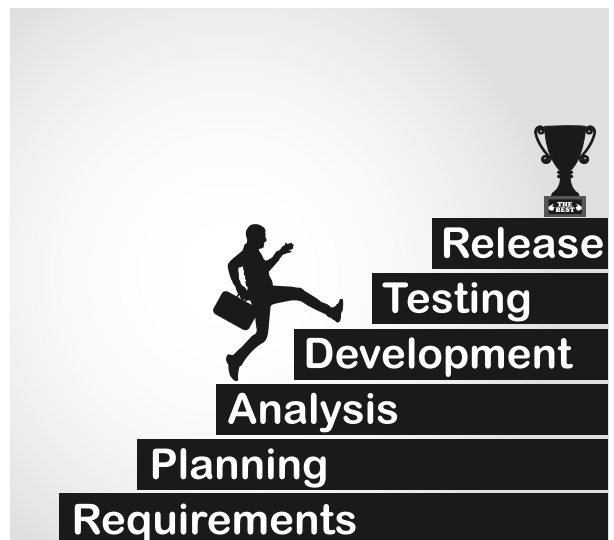 THE
BEST
Release
Testing
Development
Analysis
Planning
Requirements